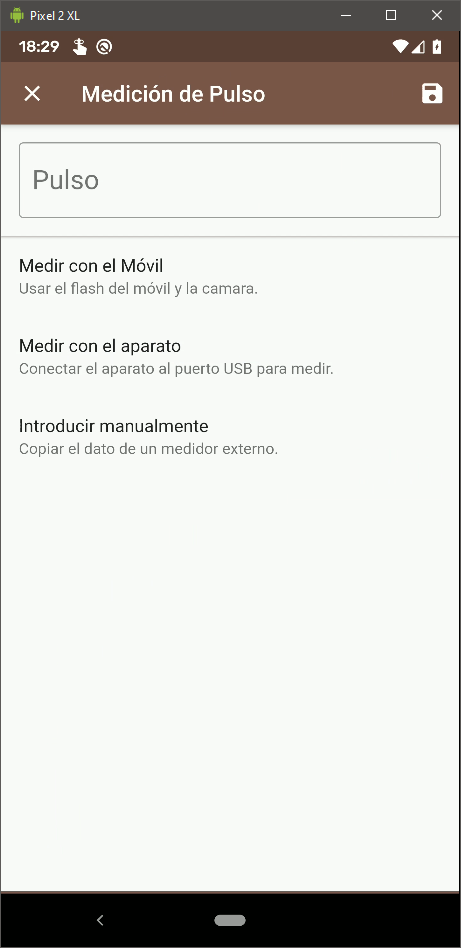 Pixel 2 XL
18:29
Medición de Pulso
Pulso
Medir con el Móvil
Usar el flash del móvil y la camara.
Medir con el aparato
Conectar el aparato al puerto USB para medir.
Introducir manualmente
Copiar el dato de un medidor externo.